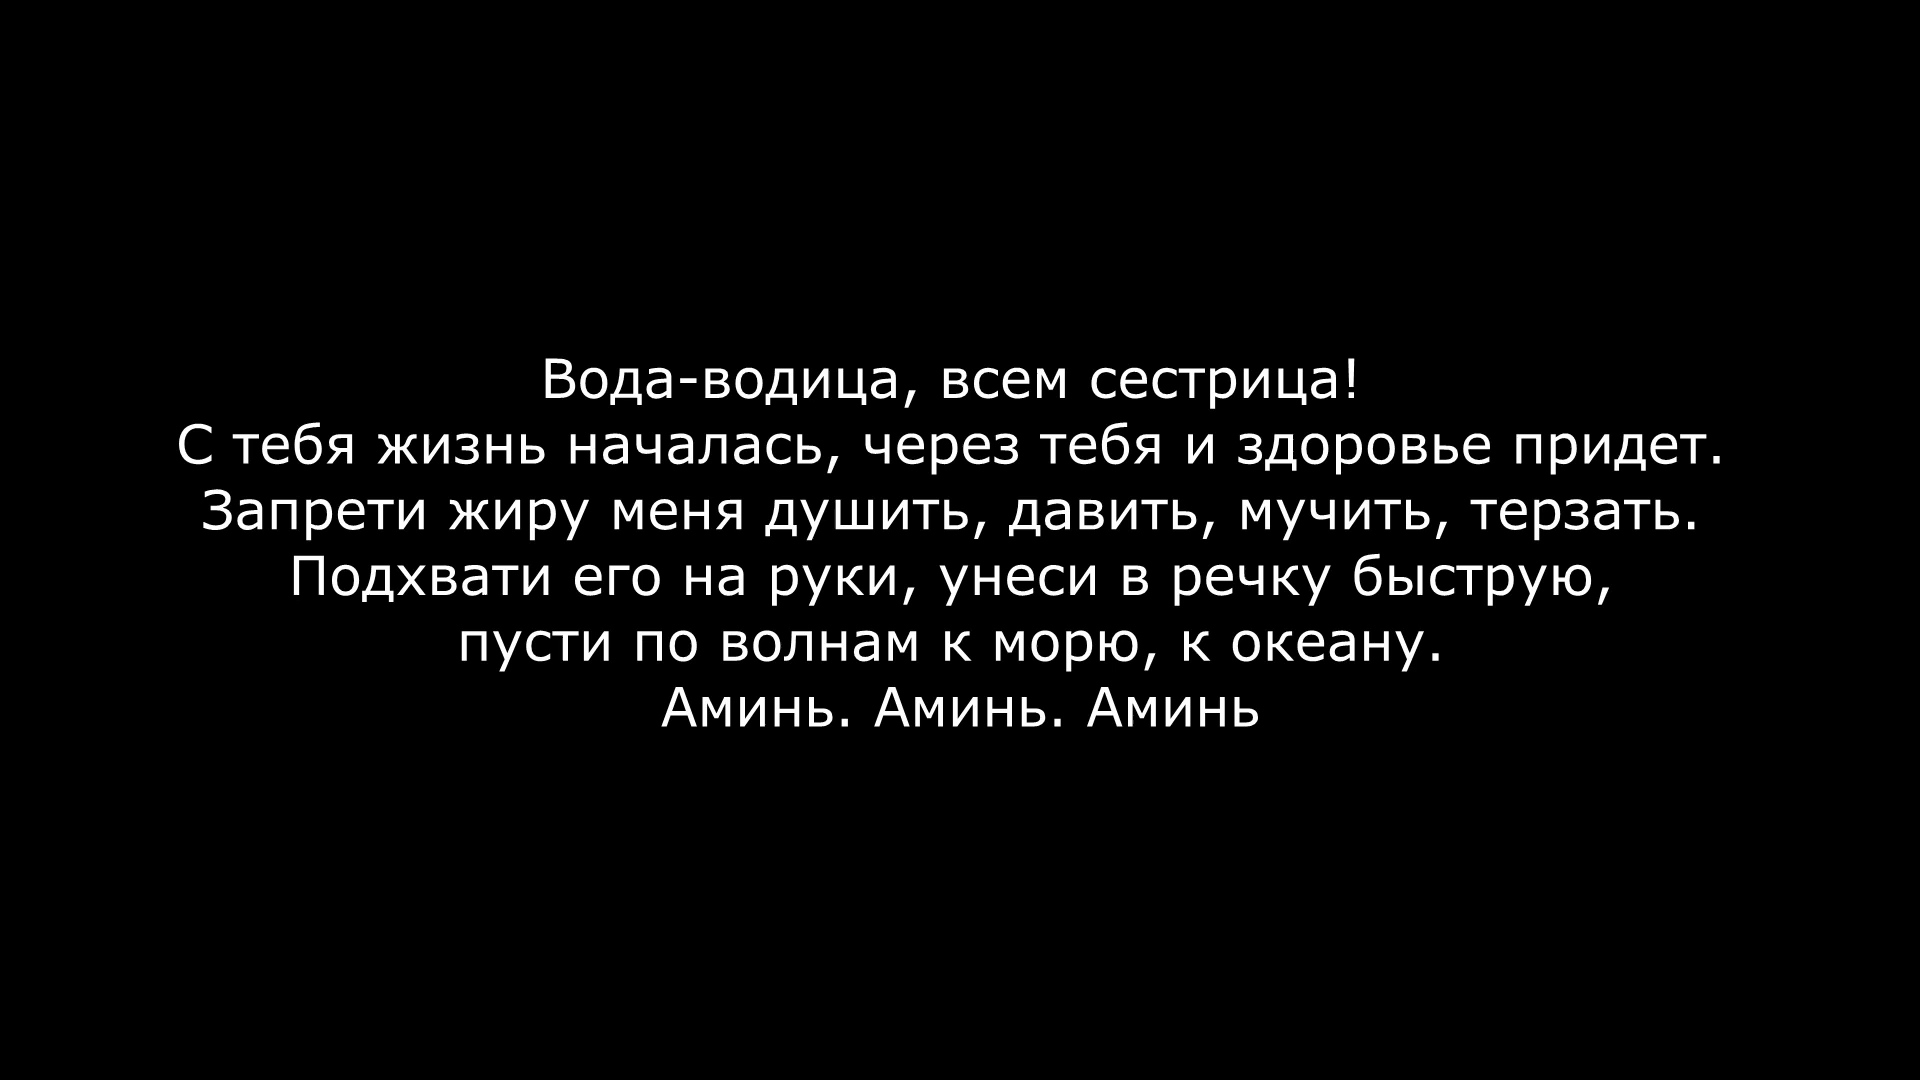 Вода-водица, всем сестрица!
С тебя жизнь началась, через тебя и здоровье придет.
Запрети жиру меня душить, давить, мучить, терзать.
Подхвати его на руки, унеси в речку быструю,
пусти по волнам к морю, к океану.
Аминь. Аминь. Аминь